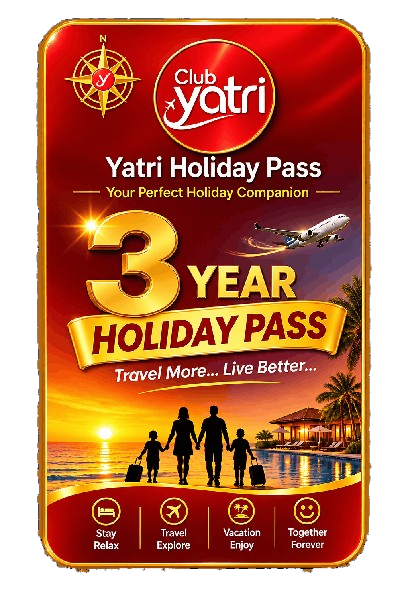 N
Club
yatri
y
Yatri Holiday Pass
Your Perfect Holiday Companion
3 YEAR
HOLIDAY PASS
Travel More... Live Better...
Stay
Relax
Travel
Explore
Vacation
Enjoy
Together
Forever